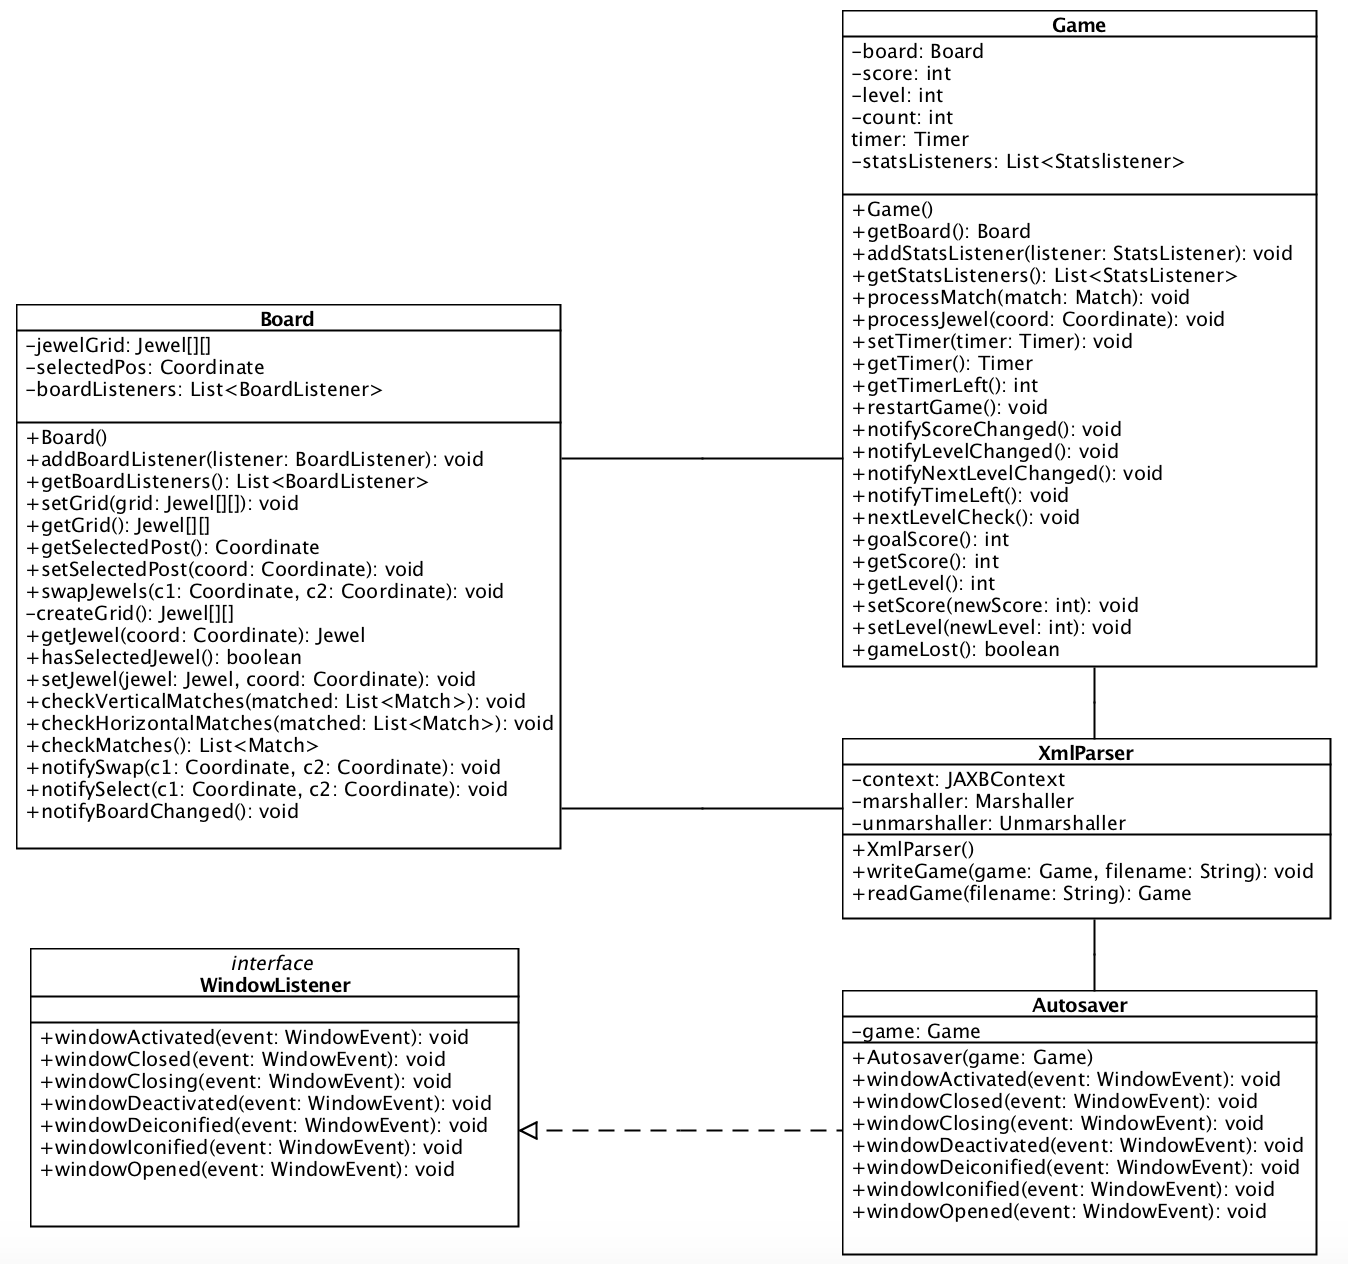 Game
-board: Board
-score: int
-level: int
-count: int
timer: Timer
-statsListeners: List<Statslistener>
+Game()
+getBoard(): Board
+addStatsListener(listener: StatsListener): void
+getStatsListeners(): List<StatsListener>
+processMatch(match: Match): void
+processJewel(coord: Coordinate): void
+setTimer(timer: Timer): void
+getTimer(): Timer
+getTimerLeft(): int
+restartGame(): void
+notifyScoreChanged(): void
+notifyLevelChanged(): void
+notifyNextLevelChanged(): void
+notifyTimeLeft(): void
+nextLevelCheck(): void
+goalScore(): int
+getScore(): int
+getLevel(): int
+setScore(newScore: int): void
+setLevel(newLevel: int): void
+gameLost(): boolean
Board
-jewelGrid: Jewel[][]
-selectedPos: Coordinate
-boardListeners: List<BoardListener>
+Board()
+addBoardListener(listener: BoardListener): void
+getBoardListeners(): List<BoardListener>
+setGrid(grid: Jewel[][]): void
+getGrid(): Jewel[][]
+getSelectedPost(): Coordinate
+setSelectedPost(coord: Coordinate): void
+swapJewels(c1: Coordinate, c2: Coordinate): void
-createGrid(): Jewel[][]
+getJewel(coord: Coordinate): Jewel
+hasSelectedJewel(): boolean
+setJewel(jewel: Jewel, coord: Coordinate): void
+checkVerticalMatches(matched: List<Match>): void
+checkHorizontalMatches(matched: List<Match>): void
+checkMatches(): List<Match>
+notifySwap(c1: Coordinate, c2: Coordinate): void
+notifySelect(c1: Coordinate, c2: Coordinate): void
+notifyBoardChanged(): void
XmlParser
-context: JAXBContext
-marshaller: Marshaller
-unmarshaller: Unmarshaller
+XmlParser()
+writeGame(game: Game, filename: String): void
+readGame(filename: String): Game
interface
WindowListener
+windowActivated(event: WindowEvent): void
+windowClosed(event: WindowEvent): void
+windowClosing(event: WindowEvent): void
+windowDeactivated(event: WindowEvent): void
+windowDeiconified(event: WindowEvent): void
+windowIconified(event: WindowEvent): void
+windowOpened(event: WindowEvent): void
Autosaver
-game: Game
+Autosaver(game: Game)
+windowActivated(event: WindowEvent): void
+windowClosed(event: WindowEvent): void
+windowClosing(event: WindowEvent): void
+windowDeactivated(event: WindowEvent): void
+windowDeiconified(event: WindowEvent): void
+windowIconified(event: WindowEvent): void
+windowOpened(event: WindowEvent): void